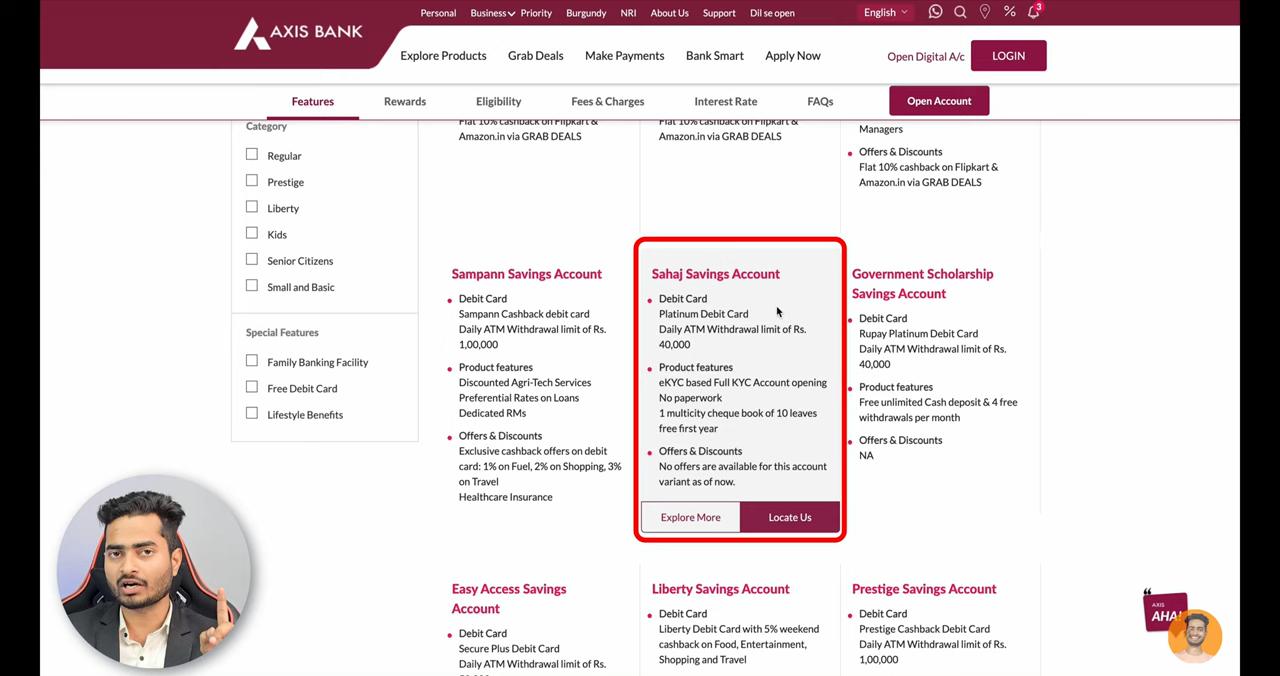 Personal
Business
Priority
Burgundy
NRI
About Us
Support
Dil se open
English
3
AXIS BANK
Explore Products
Grab Deals
Make Payments
Bank Smart
Apply Now
Open Digital A/c
LOGIN
Features
Rewards
Eligibility
Fees & Charges
Interest Rate
FAQs
Open Account
Category
Regular
Prestige
Liberty
Kids
Senior Citizens
Small and Basic
Special Features
Family Banking Facility
Free Debit Card
Lifestyle Benefits
Flat 10% cashback on Flipkart &
Amazon.in via GRAB DEALS
Flat 10% cashback on Flipkart &
Amazon.in via GRAB DEALS
Managers
Offers & Discounts
Flat 10% cashback on Flipkart &
Amazon.in via GRAB DEALS
Sampann Savings Account
Debit Card
Sampann Cashback debit card
Daily ATM Withdrawal limit of Rs.
1,00,000
Product features
Discounted Agri-Tech Services
Preferential Rates on Loans
Dedicated RMs
Offers & Discounts
Exclusive cashback offers on debit
card: 1% on Fuel, 2% on Shopping, 3%
on Travel
Healthcare Insurance
Sahaj Savings Account
Debit Card
Platinum Debit Card
Daily ATM Withdrawal limit of Rs.
40,000
Product features
eKYC based Full KYC Account opening
No paperwork
1 multicity cheque book of 10 leaves
free first year
Offers & Discounts
No offers are available for this account
variant as of now.
Explore More
Locate Us
Government Scholarship
Savings Account
Debit Card
Rupay Platinum Debit Card
Daily ATM Withdrawal limit of Rs.
40,000
Product features
Free unlimited Cash deposit & 4 free
withdrawals per month
Offers & Discounts
NA
Easy Access Savings
Account
Debit Card
Secure Plus Debit Card
Daily ATM Withdrawal limit of Rs.
Liberty Savings Account
Debit Card
Liberty Debit Card with 5% weekend
cashback on Food, Entertainment,
Shopping and Travel
Prestige Savings Account
Debit Card
Prestige Cashback Debit Card
Daily ATM Withdrawal limit of Rs.
1,00,000
AXIS
AHA!